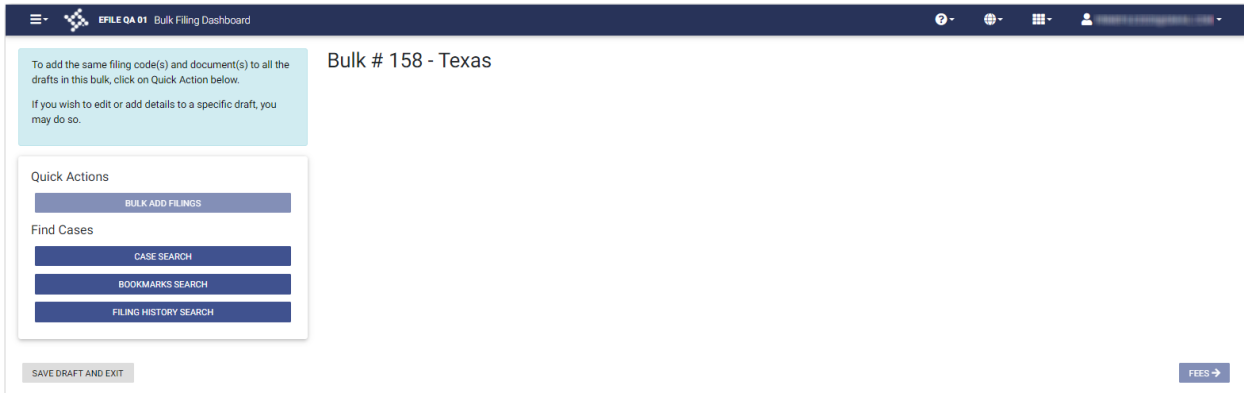 EFILE QA 01 Bulk Filing Dashboard
To add the same filing code(s) and document(s) to all the
drafts in this bulk, click on Quick Action below.
If you wish to edit or add details to a specific draft, you
may do so.
Bulk # 158 - Texas
Quick Actions
BULK ADD FILINGS
Find Cases
CASE SEARCH
BOOKMARKS SEARCH
FILING HISTORY SEARCH
SAVE DRAFT AND EXIT
FEES